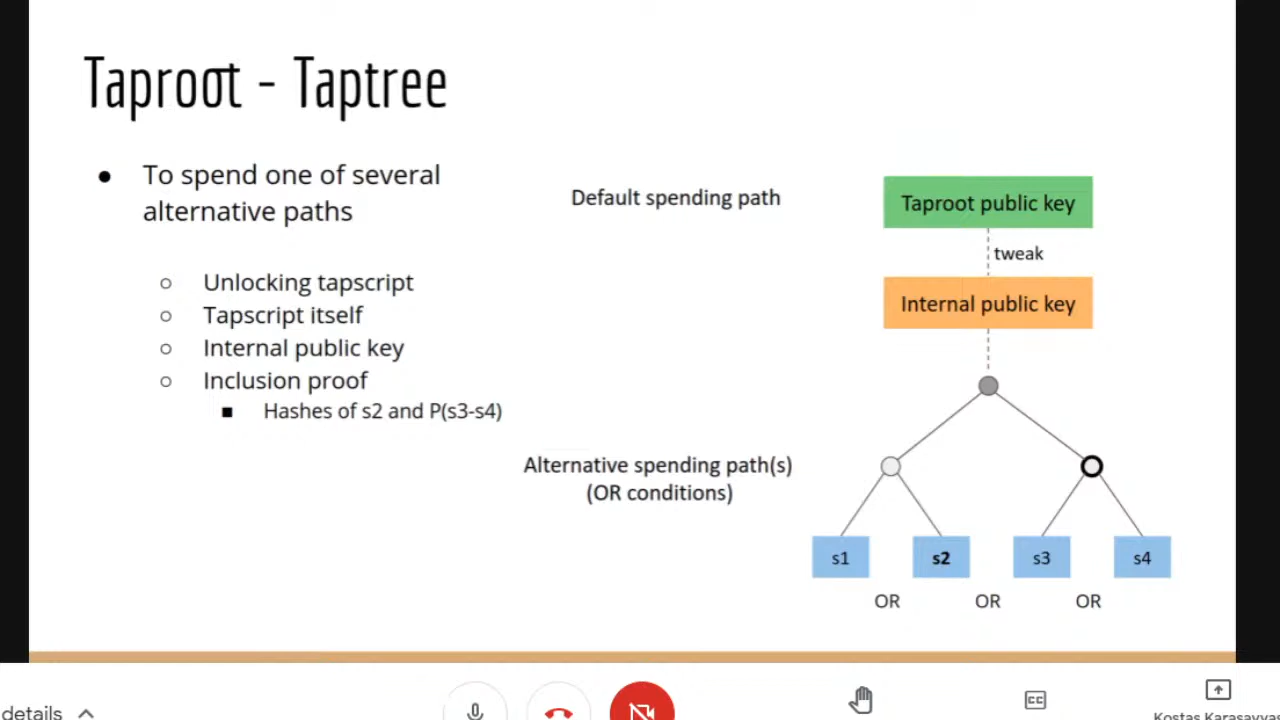 Taproot - Taptree
● To spend one of several
alternative paths
○ Unlocking tapscript
○ Tapscript itself
○ Internal public key
○ Inclusion proof
■ Hashes of s2 and P(s3-s4)
Default spending path
Taproot public key
tweak
Internal public key
Alternative spending path(s)
(OR conditions)
s1 s2 s3 s4
OR OR OR
details
CC
Kostas Karasavvas